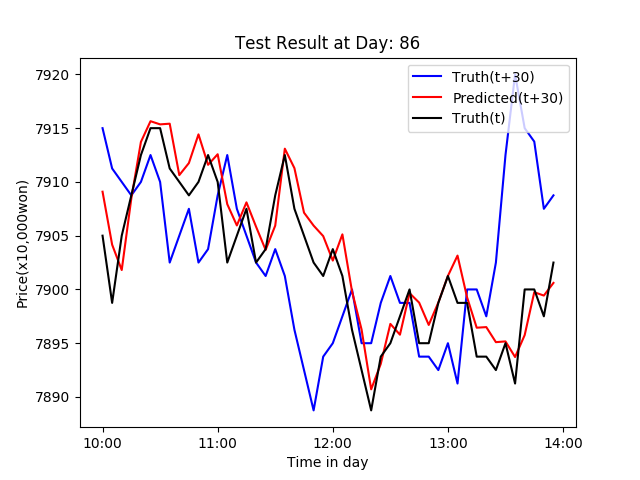 Test Result at Day: 86
7920
7915
7910
7905
7900
7895
7890
Price(x10,000won)
Truth(t+30)
Predicted(t+30)
Truth(t)
10:00 11:00 12:00 13:00 14:00
Time in day